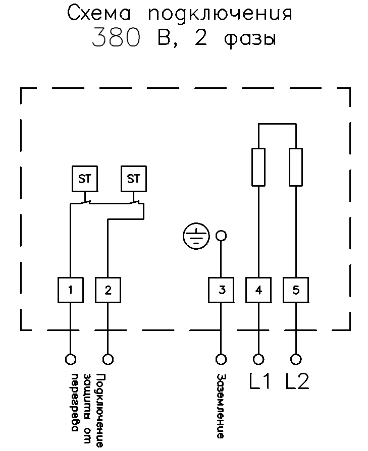 Схема подключения
380 В, 2 фазы
ST ST
1 2 3 4 5
L1 L2
Подключение
защиты от
перегрева
Заземление